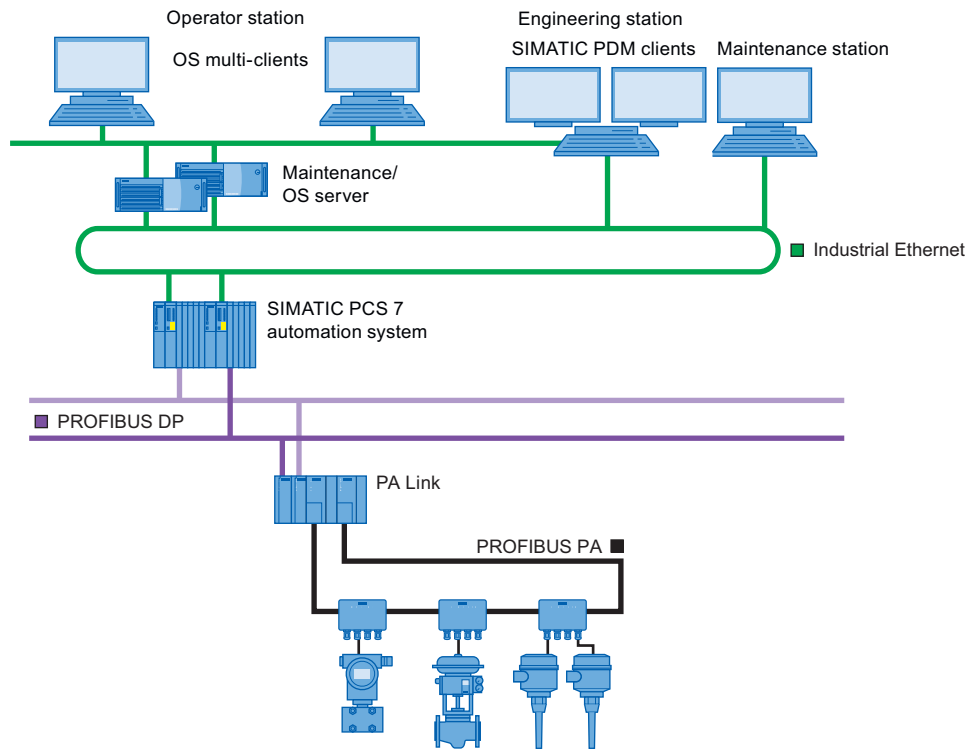 Operator station
OS multi-clients
Engineering station
SIMATIC PDM clients
Maintenance station
Maintenance/
OS server
Industrial Ethernet
SIMATIC PCS 7
automation system
PROFIBUS DP
PA Link
PROFIBUS PA